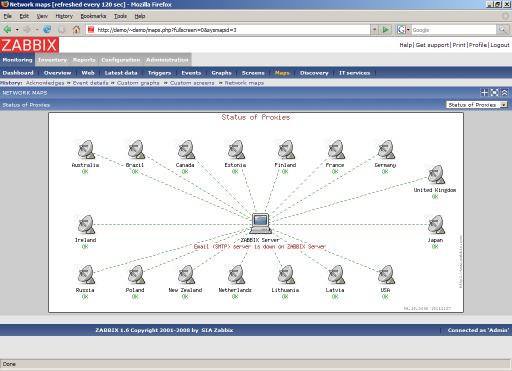 Network maps [refreshed every 120 sec] - Mozilla Firefox
File Edit View History Bookmarks Tools Help
http://demo/~demo/maps.php?fullscreen=0&sysmapid=3
Google
ZABBIX
Help | Get support | Print | Profile | Logout
Monitoring Inventory Reports Configuration Administration
Dashboard Overview Web Latest data Triggers Events Graphs Screens Maps Discovery IT services
History: Acknowledges » Event details » Custom graphs » Custom screens » Network maps
NETWORK MAPS
Status of Proxies
Status of Proxies
Status of Proxies
Australia Brazil Canada Estonia Finland France Germany
OK OK OK OK OK OK OK
United Kingdom
OK
Ireland ZABBIX Server Japan
OK Email (SMTP) server is down on ZABBIX Server OK
Russia Poland New Zealand Netherlands Lithuania Latvia USA
OK OK OK OK OK OK OK
ZABBIX 1.6 Copyright 2001-2008 by SIA Zabbix
Connected as 'Admin'
Done